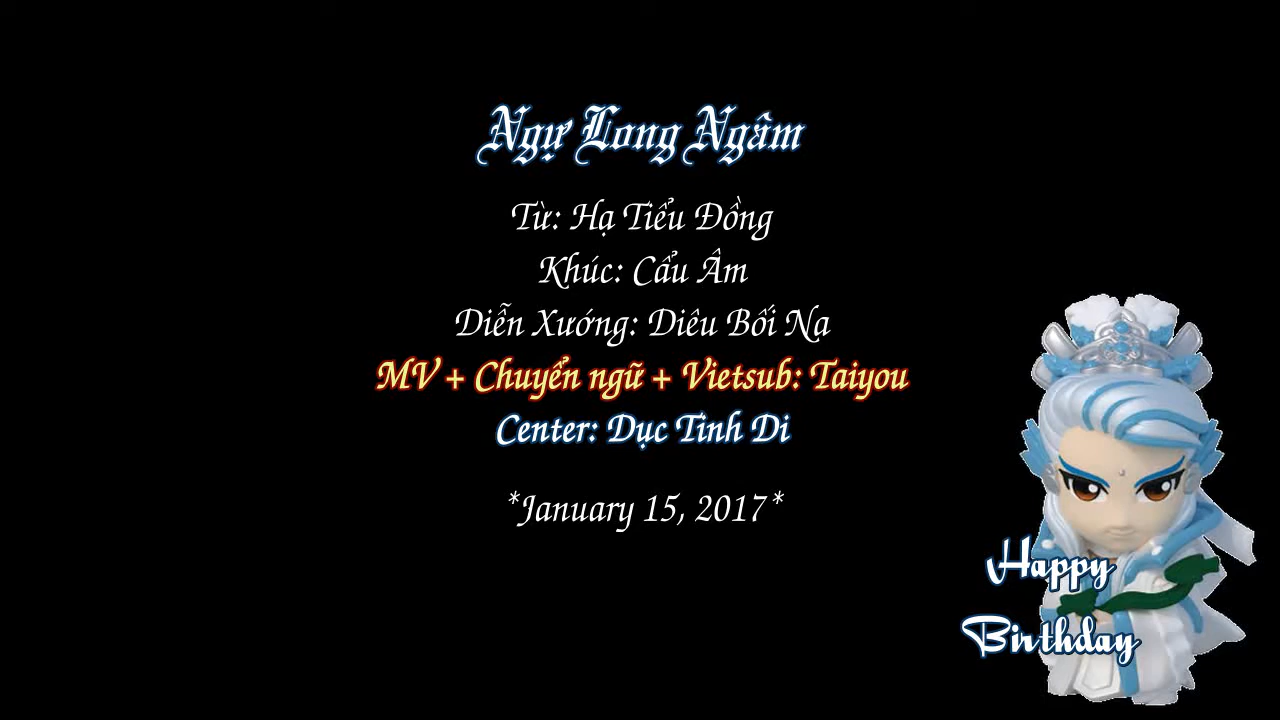 Ngự Long Ngâm
Từ: Hạ Tiểu Đồng
Khúc: Cẩu Âm
Diễn Xướng: Diêu Bối Na
MV + Chuyển ngữ + Vietsub: Taiyou
Center: Dục Tinh Di
*January 15, 2017*
Happy
Birthday